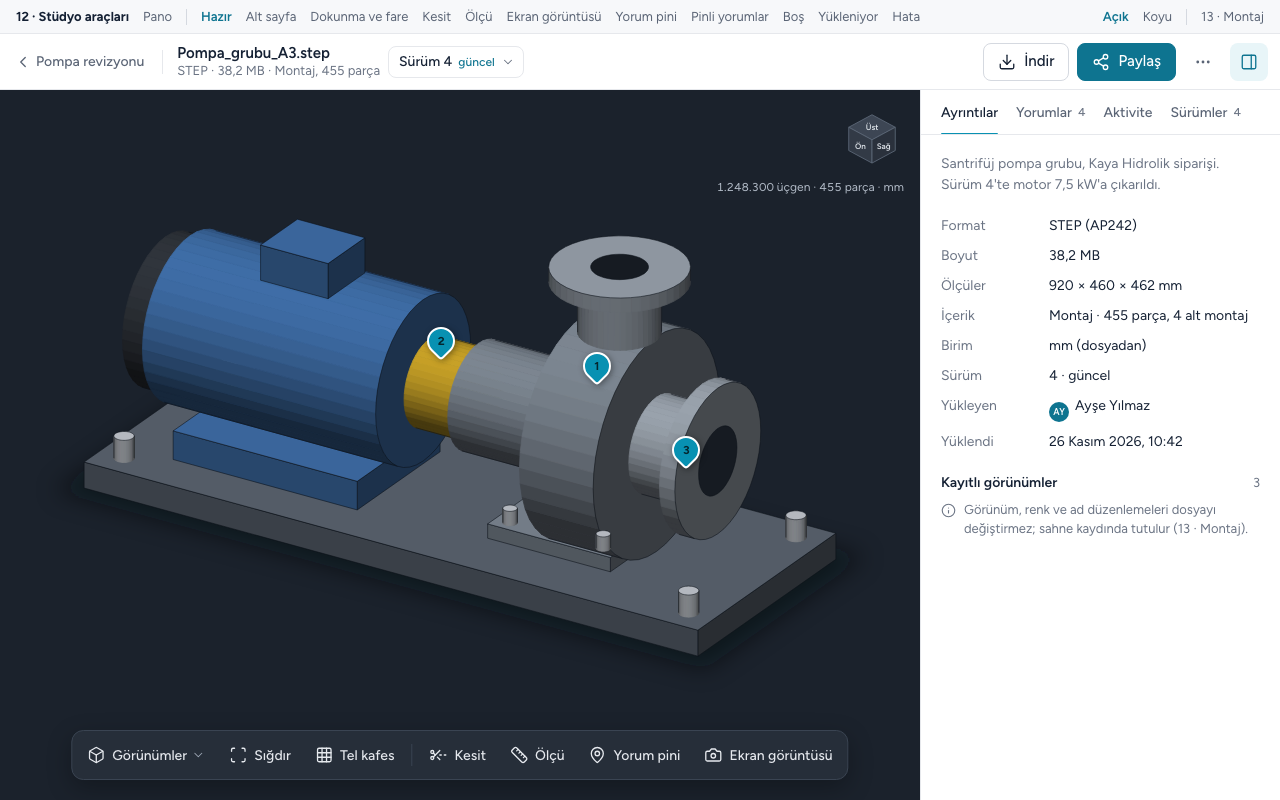 12 · Stüdyo araçları Pano Hazır Alt sayfa Dokunma ve fare Kesit Ölçü Ekran görüntüsü Yorum pini Pinli yorumlar Boş Yükleniyor Hata Açık Koyu 13 · Montaj
Pompa revizyonu
Pompa_grubu_A3.step
STEP · 38,2 MB · Montaj, 455 parça
Sürüm 4 güncel
İndir
Paylaş
Üst
Ön Sağ
1.248.300 üçgen · 455 parça · mm
2
1
3
Görünümler Sığdır Tel kafes Kesit Ölçü Yorum pini Ekran görüntüsü
Ayrıntılar Yorumlar 4 Aktivite Sürümler 4
Santrifüj pompa grubu, Kaya Hidrolik siparişi.
Sürüm 4'te motor 7,5 kW'a çıkarıldı.
Format STEP (AP242)
Boyut 38,2 MB
Ölçüler 920 × 460 × 462 mm
İçerik Montaj · 455 parça, 4 alt montaj
Birim mm (dosyadan)
Sürüm 4 · güncel
Yükleyen AY Ayşe Yılmaz
Yüklendi 26 Kasım 2026, 10:42
Kayıtlı görünümler 3
Görünüm, renk ve ad düzenlemeleri dosyayı
değiştirmez; sahne kaydında tutulur (13 · Montaj).